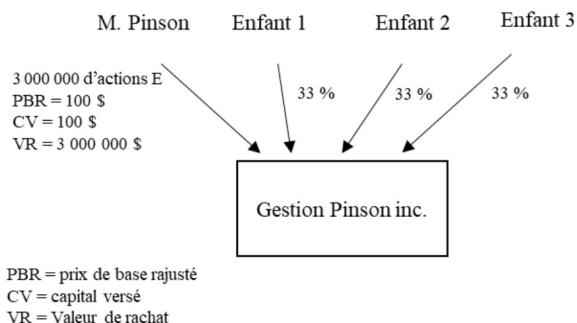 M. Pinson
Enfant 1
Enfant 2
Enfant 3
3 000 000 d'actions E
PBR = 100 $
CV = 100 $
VR = 3 000 000 $
33 %
33 %
33 %
Gestion Pinson inc.
PBR = prix de base rajusté
CV = capital versé
VR = Valeur de rachat